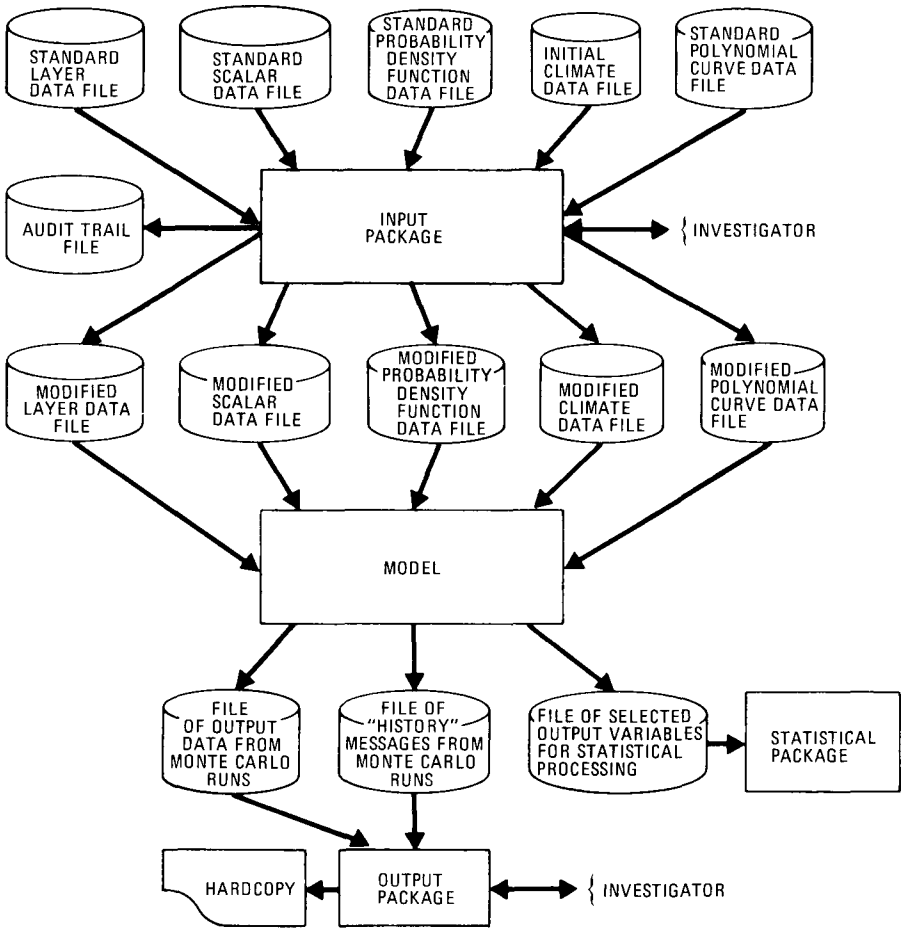 STANDARD
LAYER
DATA FILE
STANDARD
SCALAR
DATA FILE
STANDARD
PROBABILITY
DENSITY
FUNCTION
DATA FILE
INITIAL
CLIMATE
DATA FILE
STANDARD
POLYNOMIAL
CURVE DATA
FILE
AUDIT TRAIL
FILE
INPUT
PACKAGE
{ INVESTIGATOR
MODIFIED
LAYER DATA
FILE
MODIFIED
SCALAR
DATA FILE
MODIFIED
PROBABILITY
DENSITY
FUNCTION
DATA FILE
MODIFIED
CLIMATE
DATA FILE
MODIFIED
POLYNOMIAL
CURVE DATA
FILE
MODEL
FILE
OF OUTPUT
DATA FROM
MONTE CARLO
RUNS
FILE OF
"HISTORY"
MESSAGES FROM
MONTE CARLO
RUNS
FILE OF SELECTED
OUTPUT VARIABLES
FOR STATISTICAL
PROCESSING
STATISTICAL
PACKAGE
HARDCOPY
OUTPUT
PACKAGE
{ INVESTIGATOR